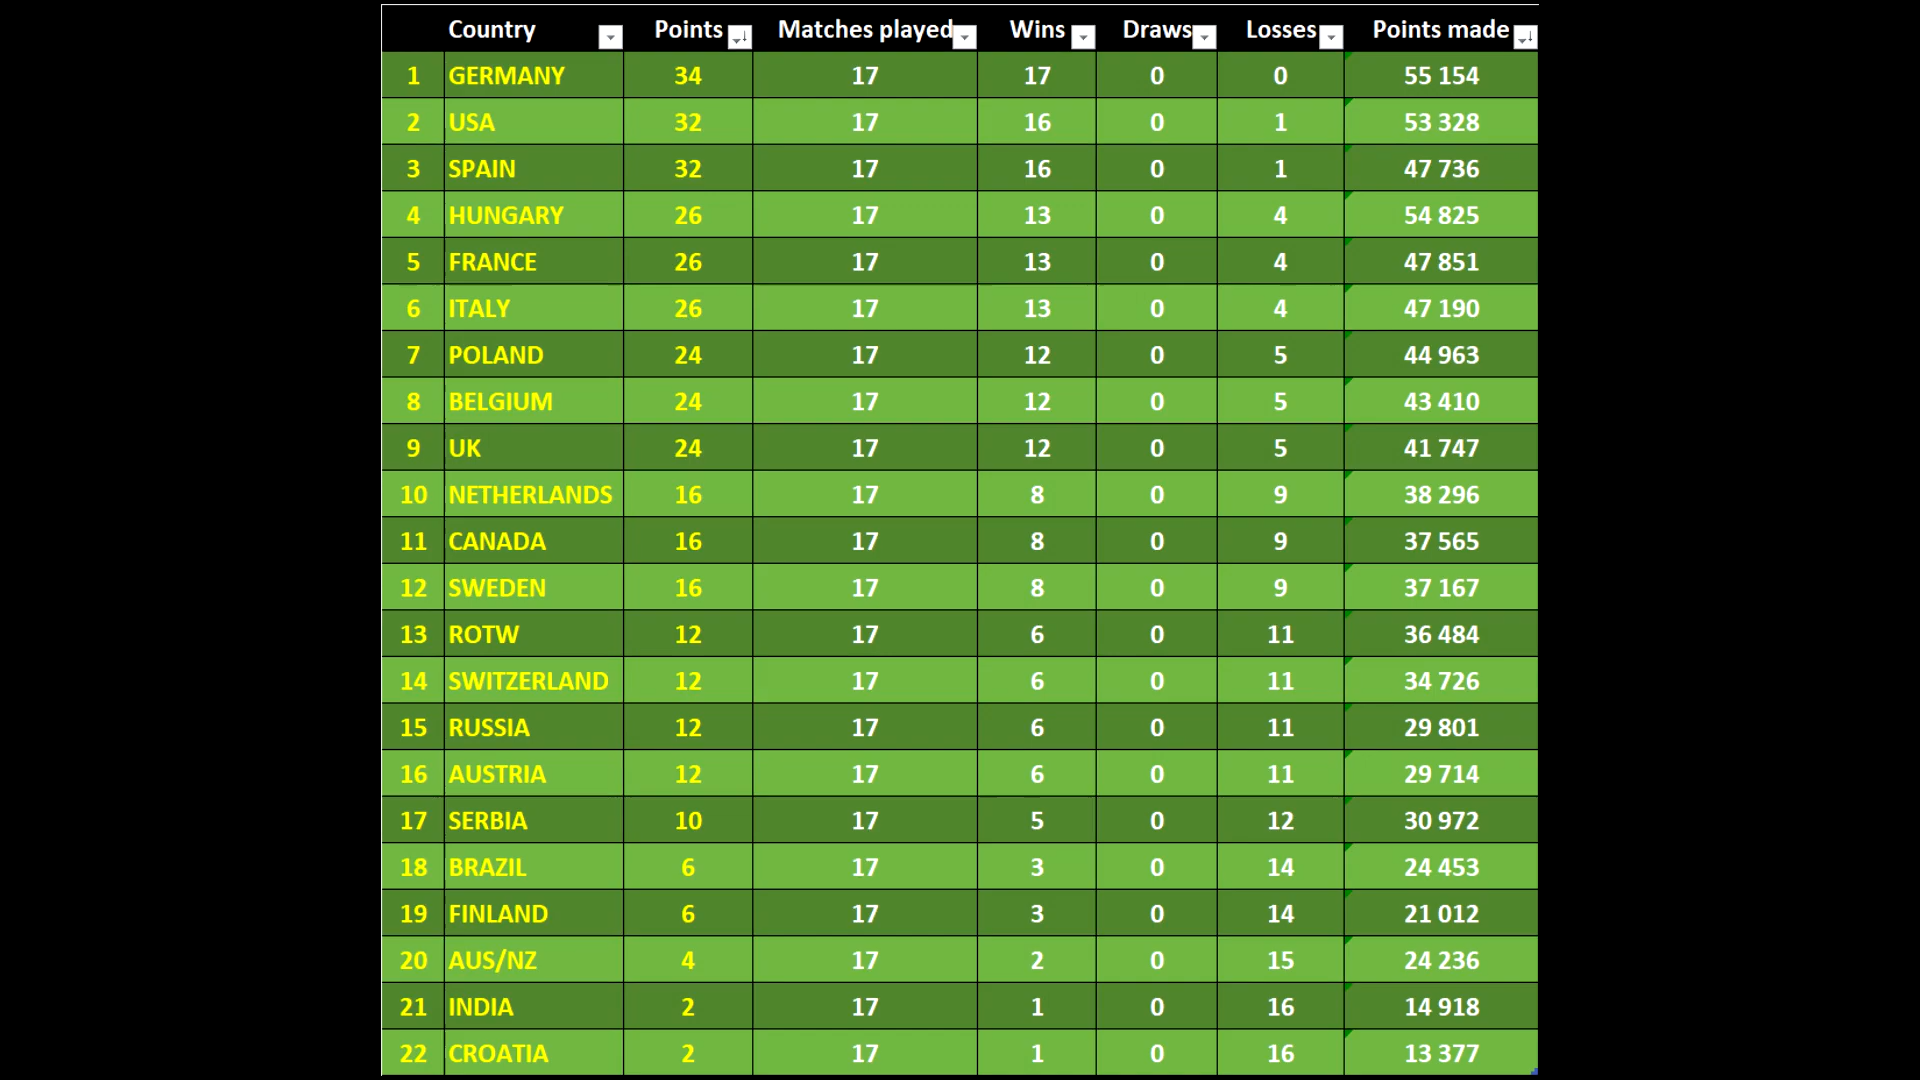 Country Points Matches played Wins Draws Losses Points made
1 GERMANY 34 17 17 0 0 55 154
2 USA 32 17 16 0 1 53 328
3 SPAIN 32 17 16 0 1 47 736
4 HUNGARY 26 17 13 0 4 54 825
5 FRANCE 26 17 13 0 4 47 851
6 ITALY 26 17 13 0 4 47 190
7 POLAND 24 17 12 0 5 44 963
8 BELGIUM 24 17 12 0 5 43 410
9 UK 24 17 12 0 5 41 747
10 NETHERLANDS 16 17 8 0 9 38 296
11 CANADA 16 17 8 0 9 37 565
12 SWEDEN 16 17 8 0 9 37 167
13 ROTW 12 17 6 0 11 36 484
14 SWITZERLAND 12 17 6 0 11 34 726
15 RUSSIA 12 17 6 0 11 29 801
16 AUSTRIA 12 17 6 0 11 29 714
17 SERBIA 10 17 5 0 12 30 972
18 BRAZIL 6 17 3 0 14 24 453
19 FINLAND 6 17 3 0 14 21 012
20 AUS/NZ 4 17 2 0 15 24 236
21 INDIA 2 17 1 0 16 14 918
22 CROATIA 2 17 1 0 16 13 377